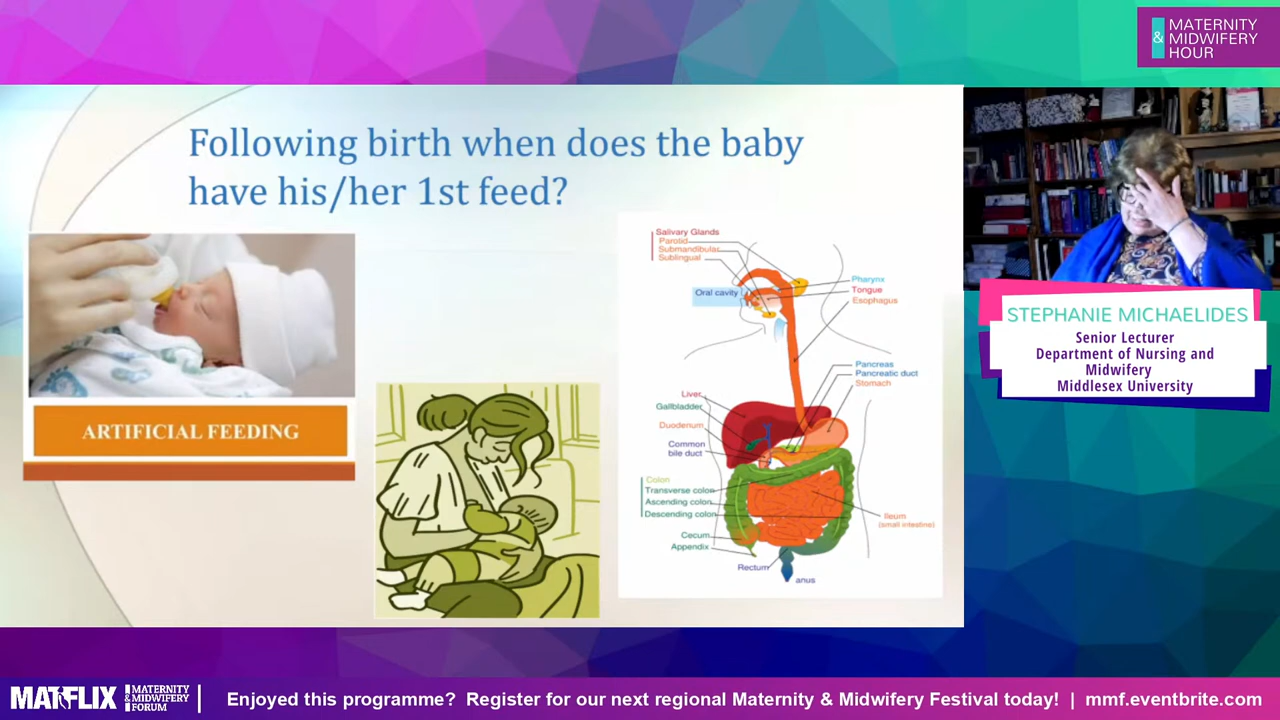 MATERNITY
& MIDWIFERY
HOUR
Following birth when does the baby
have his/her 1st feed?
ARTIFICIAL FEEDING
Salivary Glands
Parotid
Submandibular
Sublingual
Oral cavity
Pharynx
Tongue
Esophagus
Pancreas
Pancreatic duct
Stomach
Liver
Gallbladder
Duodenum
Common
bile duct
Colon
Transverse colon
Ascending colon
Descending colon
Cecum
Appendix
Rectum
anus
Ileum
(small intestine)
STEPHANIE MICHAELIDES
Senior Lecturer
Department of Nursing and
Midwifery
Middlesex University
MATFLIX
MATERNITY
& MIDWIFERY
FORUM
Enjoyed this programme? Register for our next regional Maternity & Midwifery Festival today! | mmf.eventbrite.com